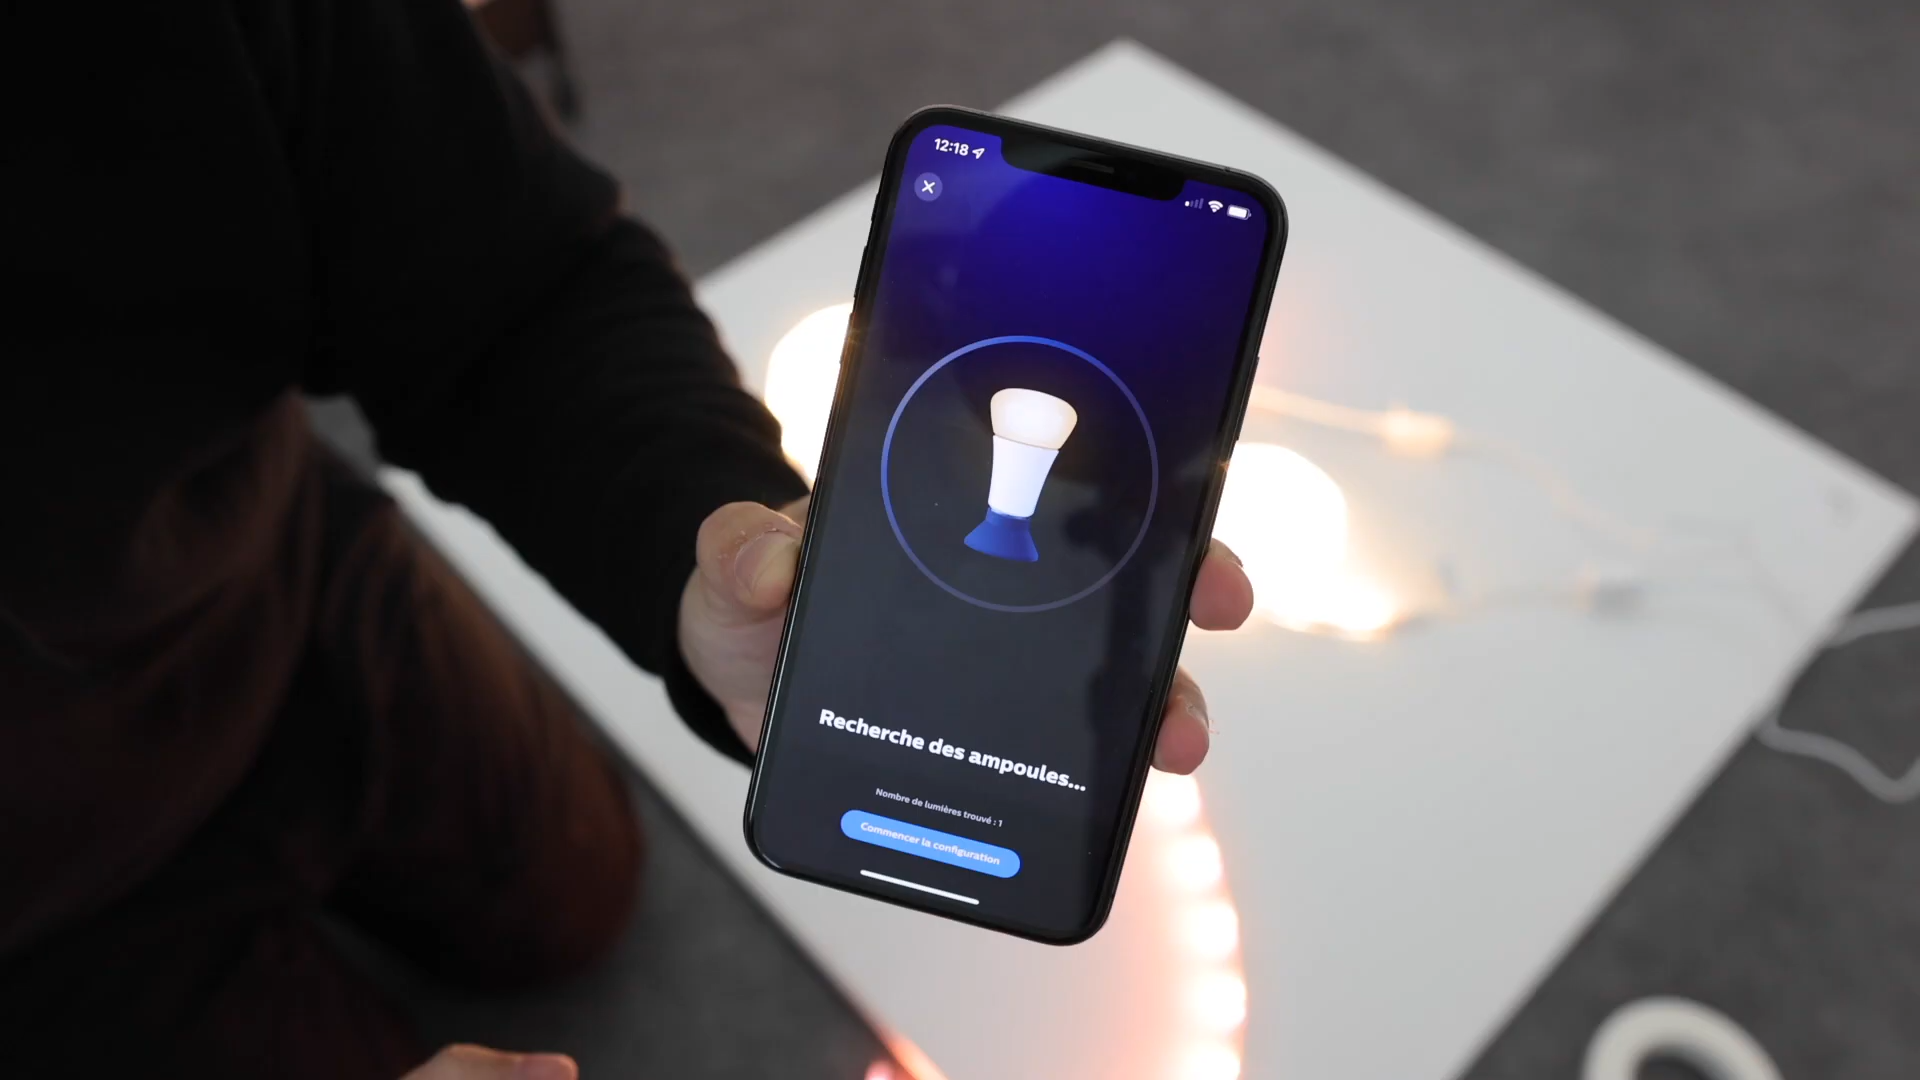 12:18
Recherche des ampoules...
Nombre de lumières trouvé : 1
Commencer la configuration